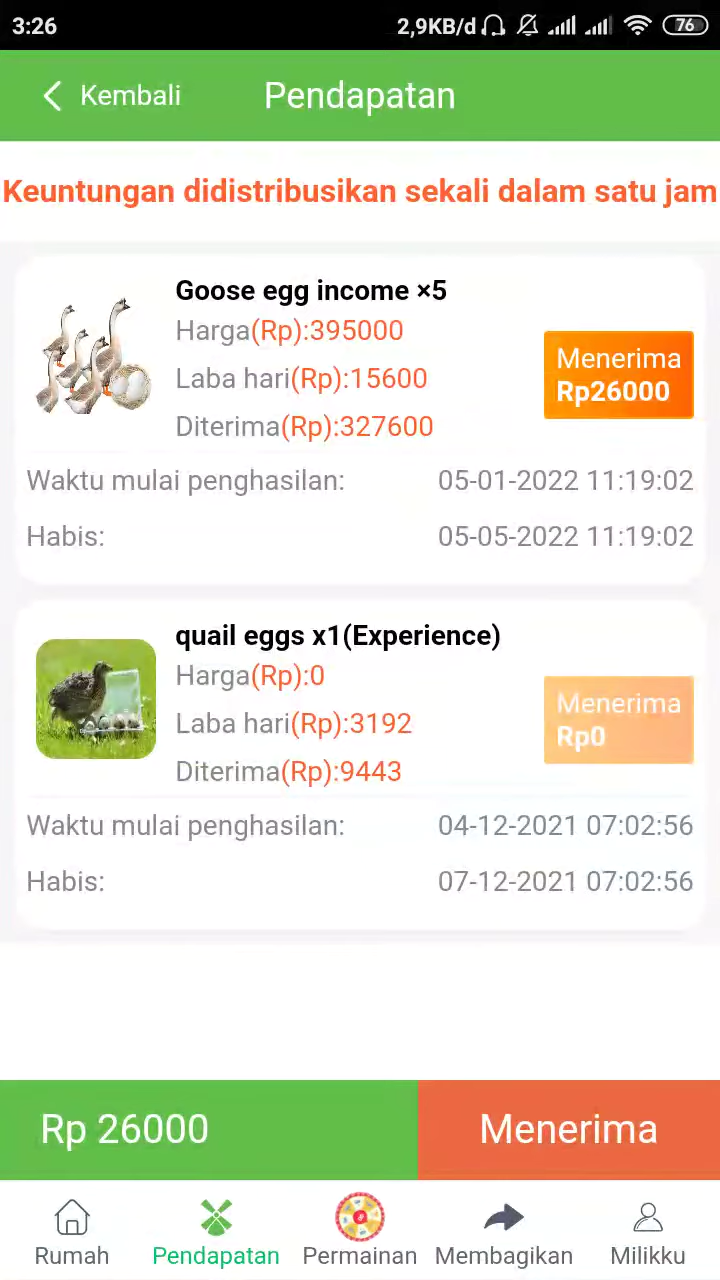 3:26 2,9KB/d 76
Kembali Pendapatan
Keuntungan didistribusikan sekali dalam satu jam
Goose egg income ×5
Harga(Rp):395000
Laba hari(Rp):15600
Diterima(Rp):327600
Menerima
Rp26000
Waktu mulai penghasilan: 05-01-2022 11:19:02
Habis: 05-05-2022 11:19:02
quail eggs x1(Experience)
Harga(Rp):0
Laba hari(Rp):3192
Diterima(Rp):9443
Menerima
Rp0
Waktu mulai penghasilan: 04-12-2021 07:02:56
Habis: 07-12-2021 07:02:56
Rp 26000 Menerima
Rumah Pendapatan Permainan Membagikan Milikku